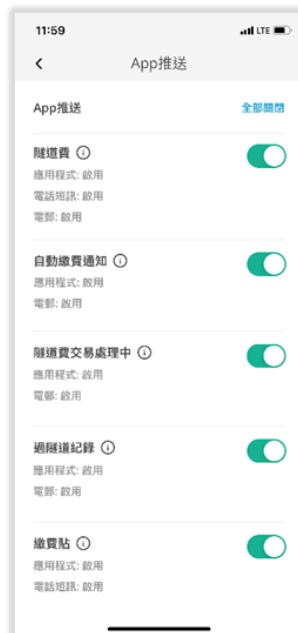 11:59
LTE
App推送
App推送
全部關閉
隧道費
應用程式: 啟用
電話短訊: 啟用
電郵: 啟用
自動繳費通知
應用程式: 啟用
電郵: 啟用
隧道費交易處理中
應用程式: 啟用
電郵: 啟用
過隧道紀錄
應用程式: 啟用
電郵: 啟用
繳費貼
應用程式: 啟用
電話短訊: 啟用